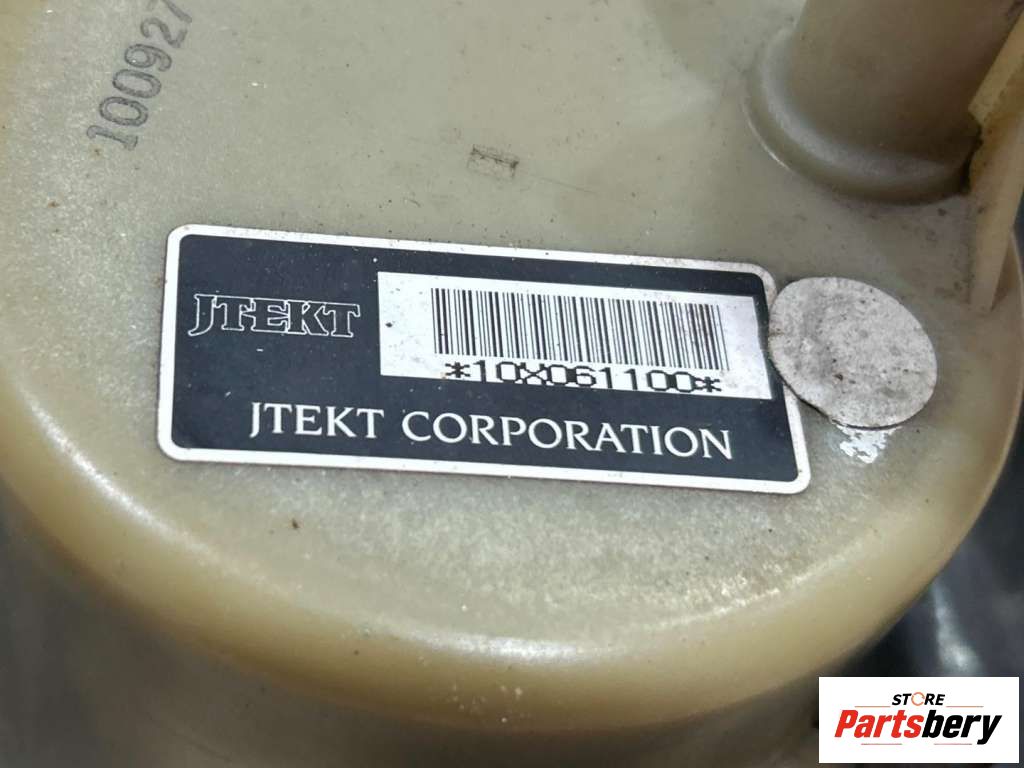 100927
JTEKT
*10X061100*
JTEKT CORPORATION
STORE
Partsbery